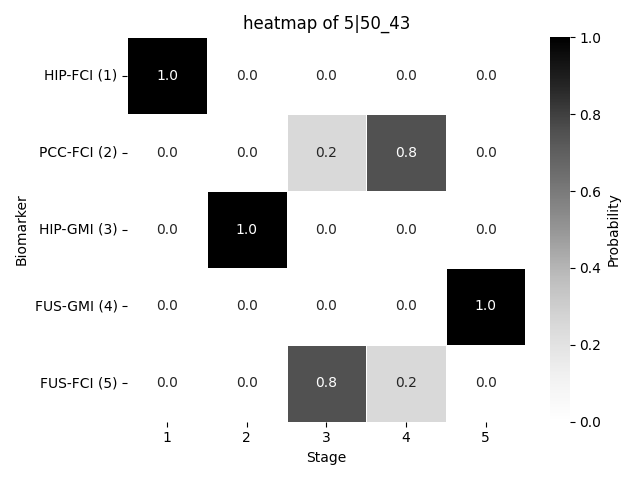 heatmap of 5|50_43
Biomarker
HIP-FCI (1)
1.0 0.0 0.0 0.0 0.0
PCC-FCI (2)
0.0 0.0 0.2 0.8 0.0
HIP-GMI (3)
0.0 1.0 0.0 0.0 0.0
FUS-GMI (4)
0.0 0.0 0.0 0.0 1.0
FUS-FCI (5)
0.0 0.0 0.8 0.2 0.0
1 2 3 4 5
Stage
1.0
0.8
0.6
0.4
0.2
0.0
Probability